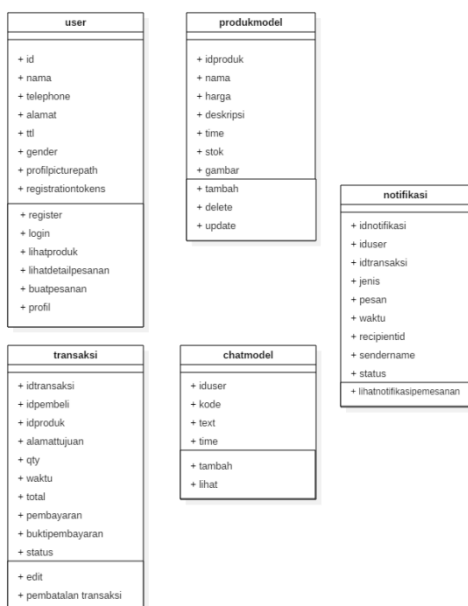 user
+ id
+ nama
+ telephone
+ alamat
+ ttl
+ gender
+ profilpicturepath
+ registrationtokens
+ register
+ login
+ lihatproduk
+ lihatdetailpesanan
+ buatpesanan
+ profil
produkmodel
+ idproduk
+ nama
+ harga
+ deskripsi
+ time
+ stok
+ gambar
+ tambah
+ delete
+ update
notifikasi
+ idnotifikasi
+ iduser
+ idtransaksi
+ jenis
+ pesan
+ waktu
+ recipientid
+ sendername
+ status
+ lihatnotifikasipemesanan
transaksi
+ idtransaksi
+ idpembeli
+ idproduk
+ alamattujuan
+ qty
+ waktu
+ total
+ pembayaran
+ buktipembayaran
+ status
+ edit
+ pembatalan transaksi
chatmodel
+ iduser
+ kode
+ text
+ time
+ tambah
+ lihat